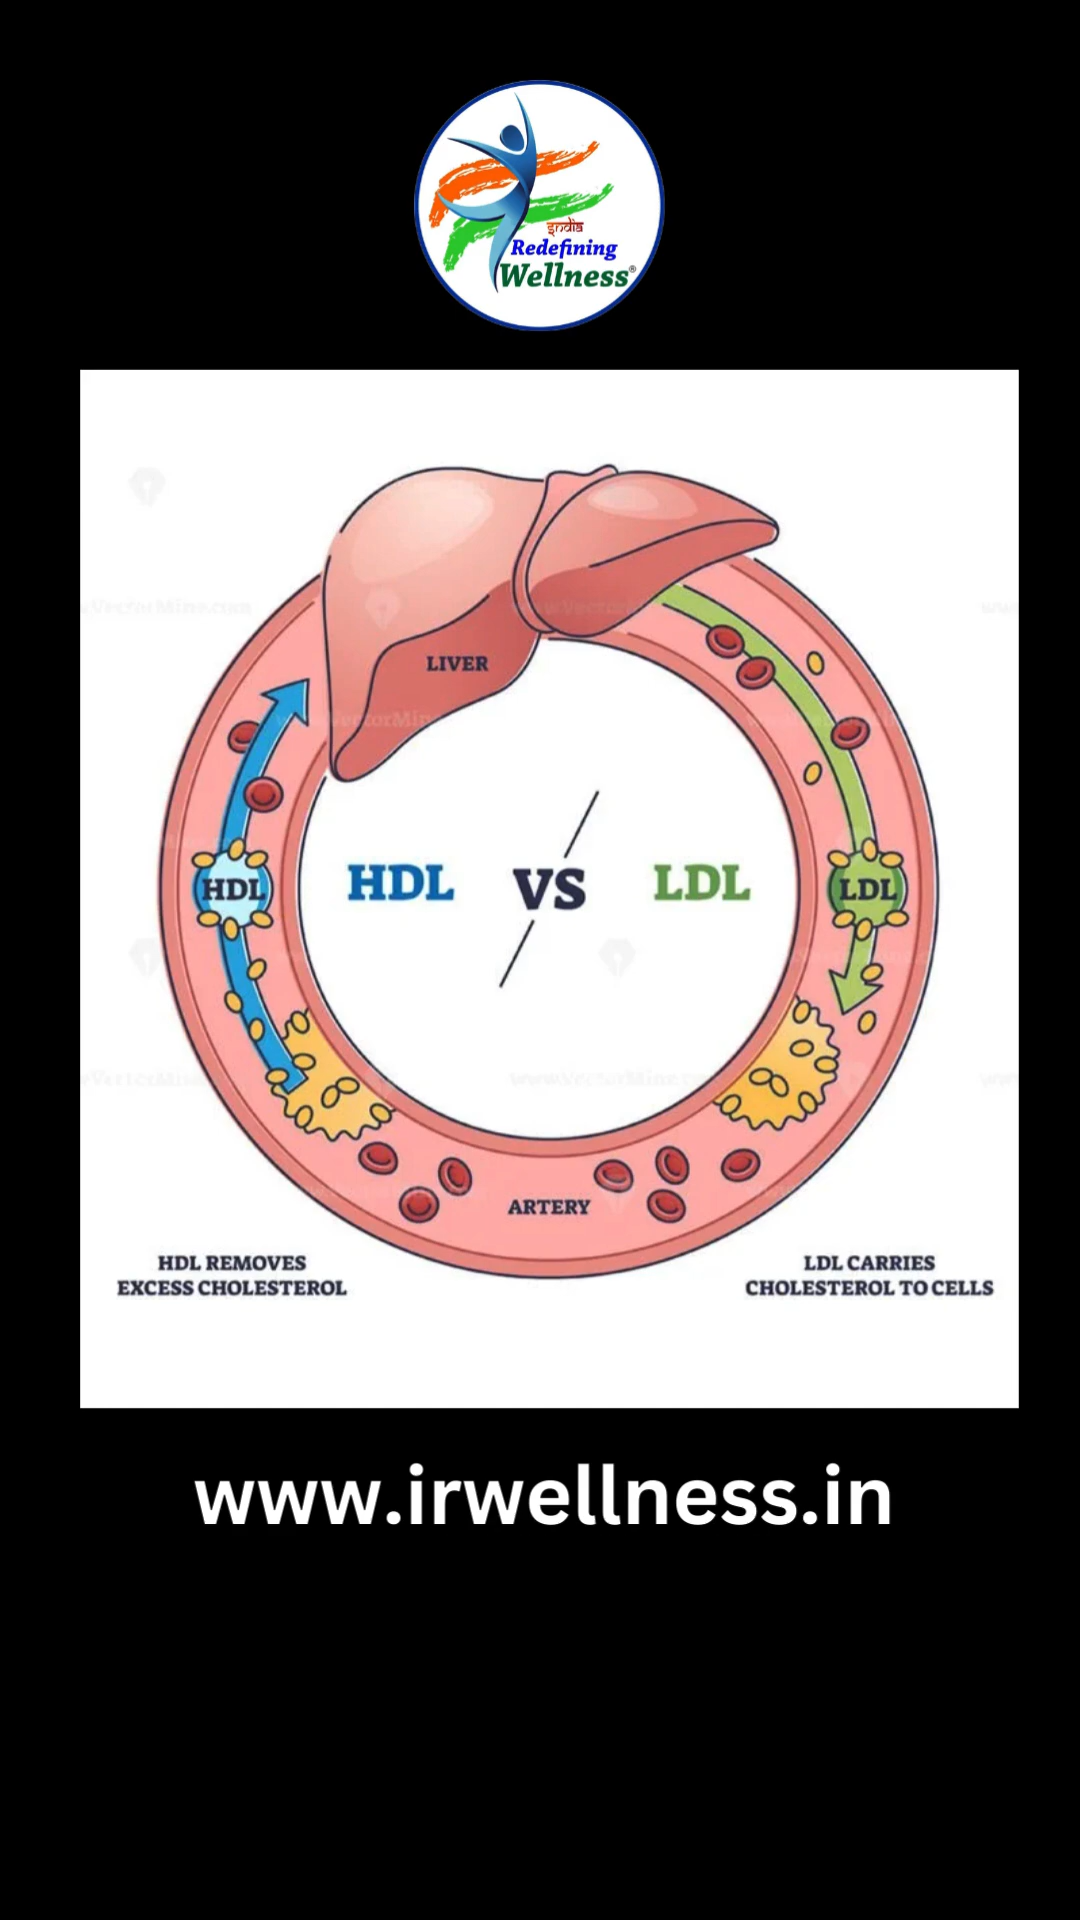 India
Redefining
Wellness®
LIVER
HDL VS LDL
HDL
LDL
ARTERY
HDL REMOVES
EXCESS CHOLESTEROL
LDL CARRIES
CHOLESTEROL TO CELLS
www.irwellness.in